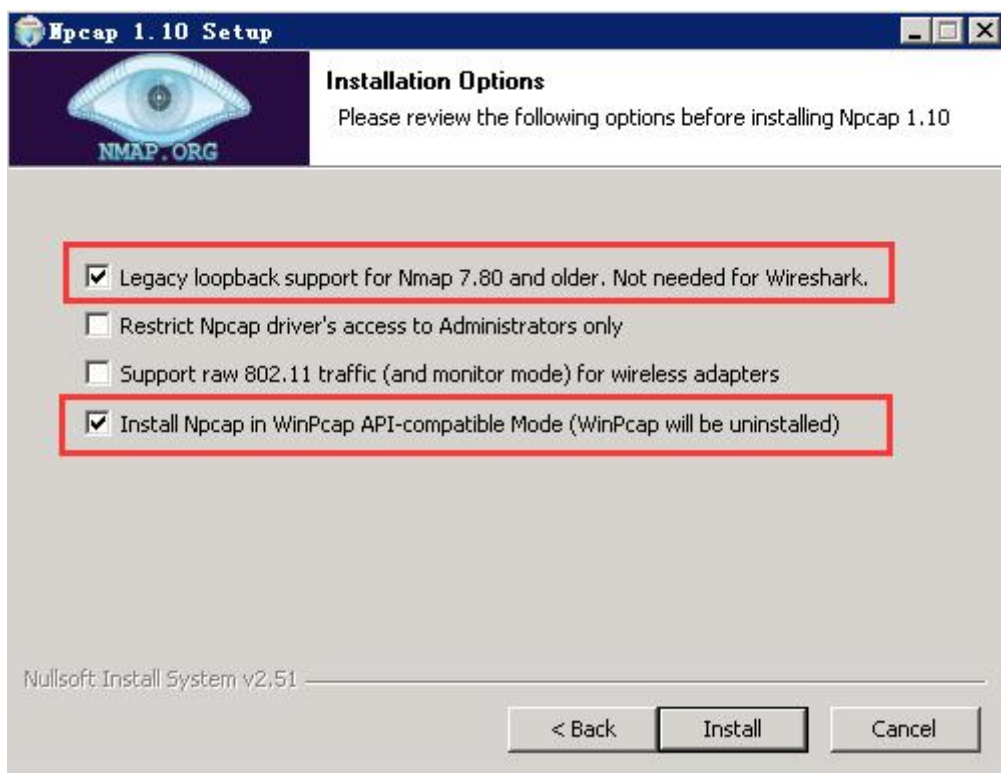 Npcap 1.10 Setup
NMAP.ORG
Installation Options
Please review the following options before installing Npcap 1.10
Legacy loopback support for Nmap 7.80 and older. Not needed for Wireshark.
Restrict Npcap driver's access to Administrators only
Support raw 802.11 traffic (and monitor mode) for wireless adapters
Install Npcap in WinPcap API-compatible Mode (WinPcap will be uninstalled)
Nullsoft Install System v2.51
< Back
Install
Cancel